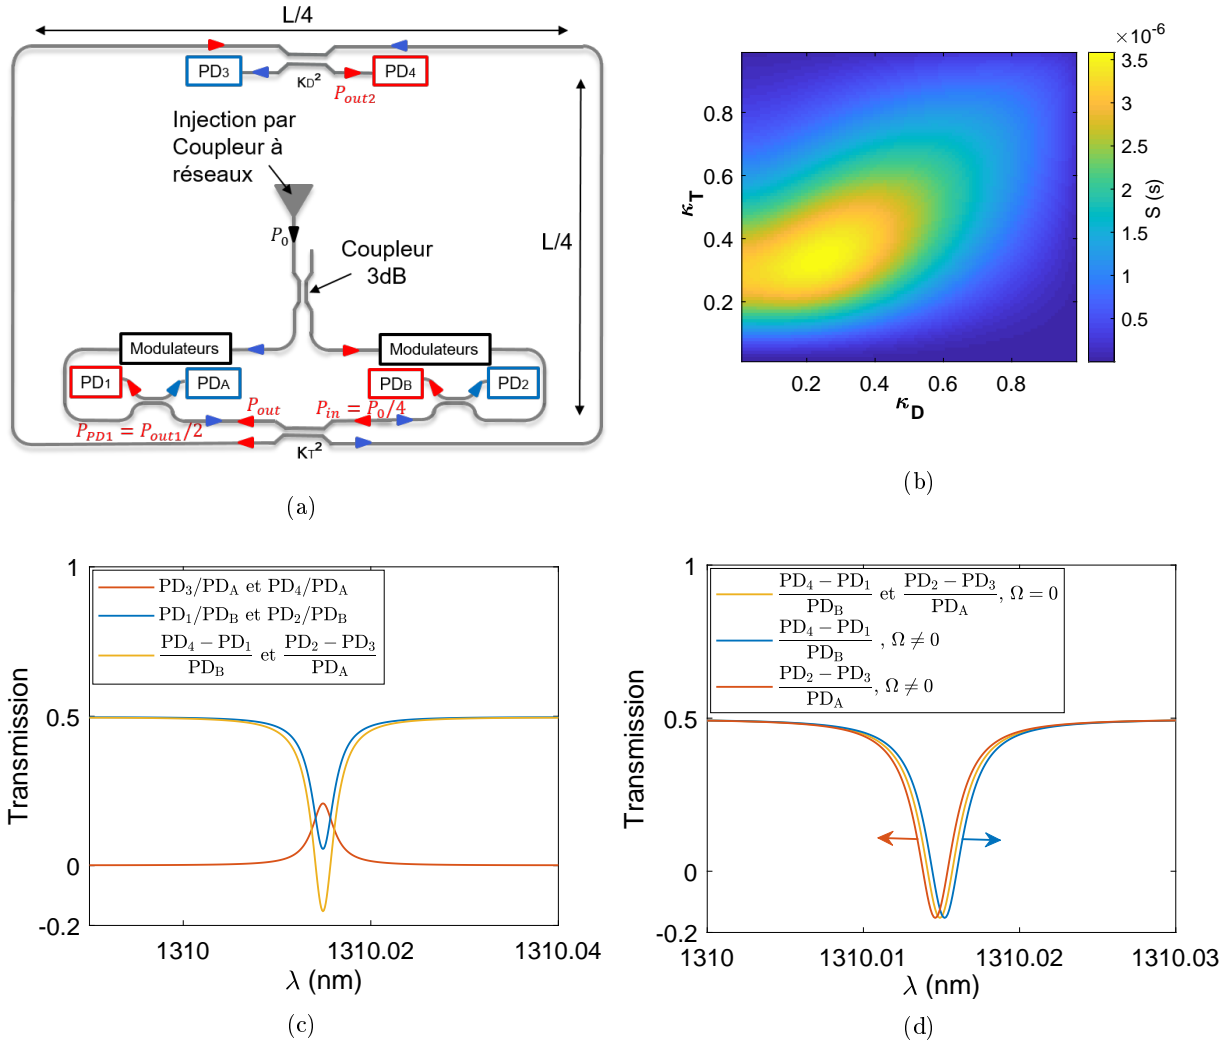 L/4
PD3
PD4
κD²
Pout2
Injection par
Coupleur à
réseaux
L/4
P0
Coupleur
3dB
Modulateurs
Modulateurs
PD1
PDA
PDB
PD2
Pout
Pin = P0/4
PPD1 = Pout1/2
κT²
(a)
×10-6
3.5
3
2.5
2
1.5
1
0.5
S (s)
0.8
0.6
0.4
0.2
κT
0.2 0.4 0.6 0.8
κD
(b)
1
PD3/PDA et PD4/PDA
PD1/PDB et PD2/PDB
(PD4 − PD1)/PDB et (PD2 − PD3)/PDA
Transmission
0.5
0
-0.2
1310 1310.02 1310.04
λ (nm)
(c)
1
(PD4 − PD1)/PDB et (PD2 − PD3)/PDA, Ω = 0
(PD4 − PD1)/PDB , Ω ≠ 0
(PD2 − PD3)/PDA, Ω ≠ 0
Transmission
0.5
0
-0.2
1310 1310.01 1310.02 1310.03
λ (nm)
(d)